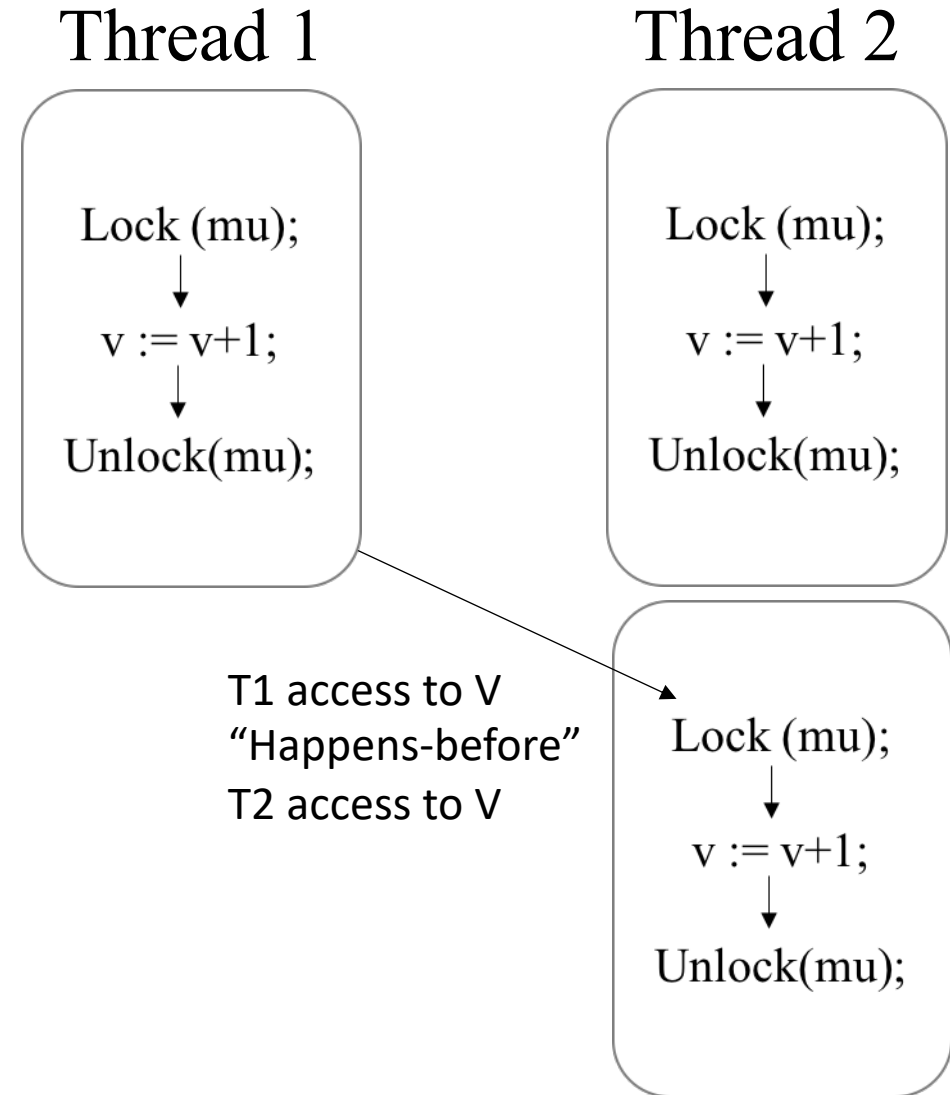 Thread 1
Thread 2
Lock (mu);
v := v+1;
Unlock(mu);
Lock (mu);
v := v+1;
Unlock(mu);
T1 access to V
“Happens-before”
T2 access to V
Lock (mu);
v := v+1;
Unlock(mu);